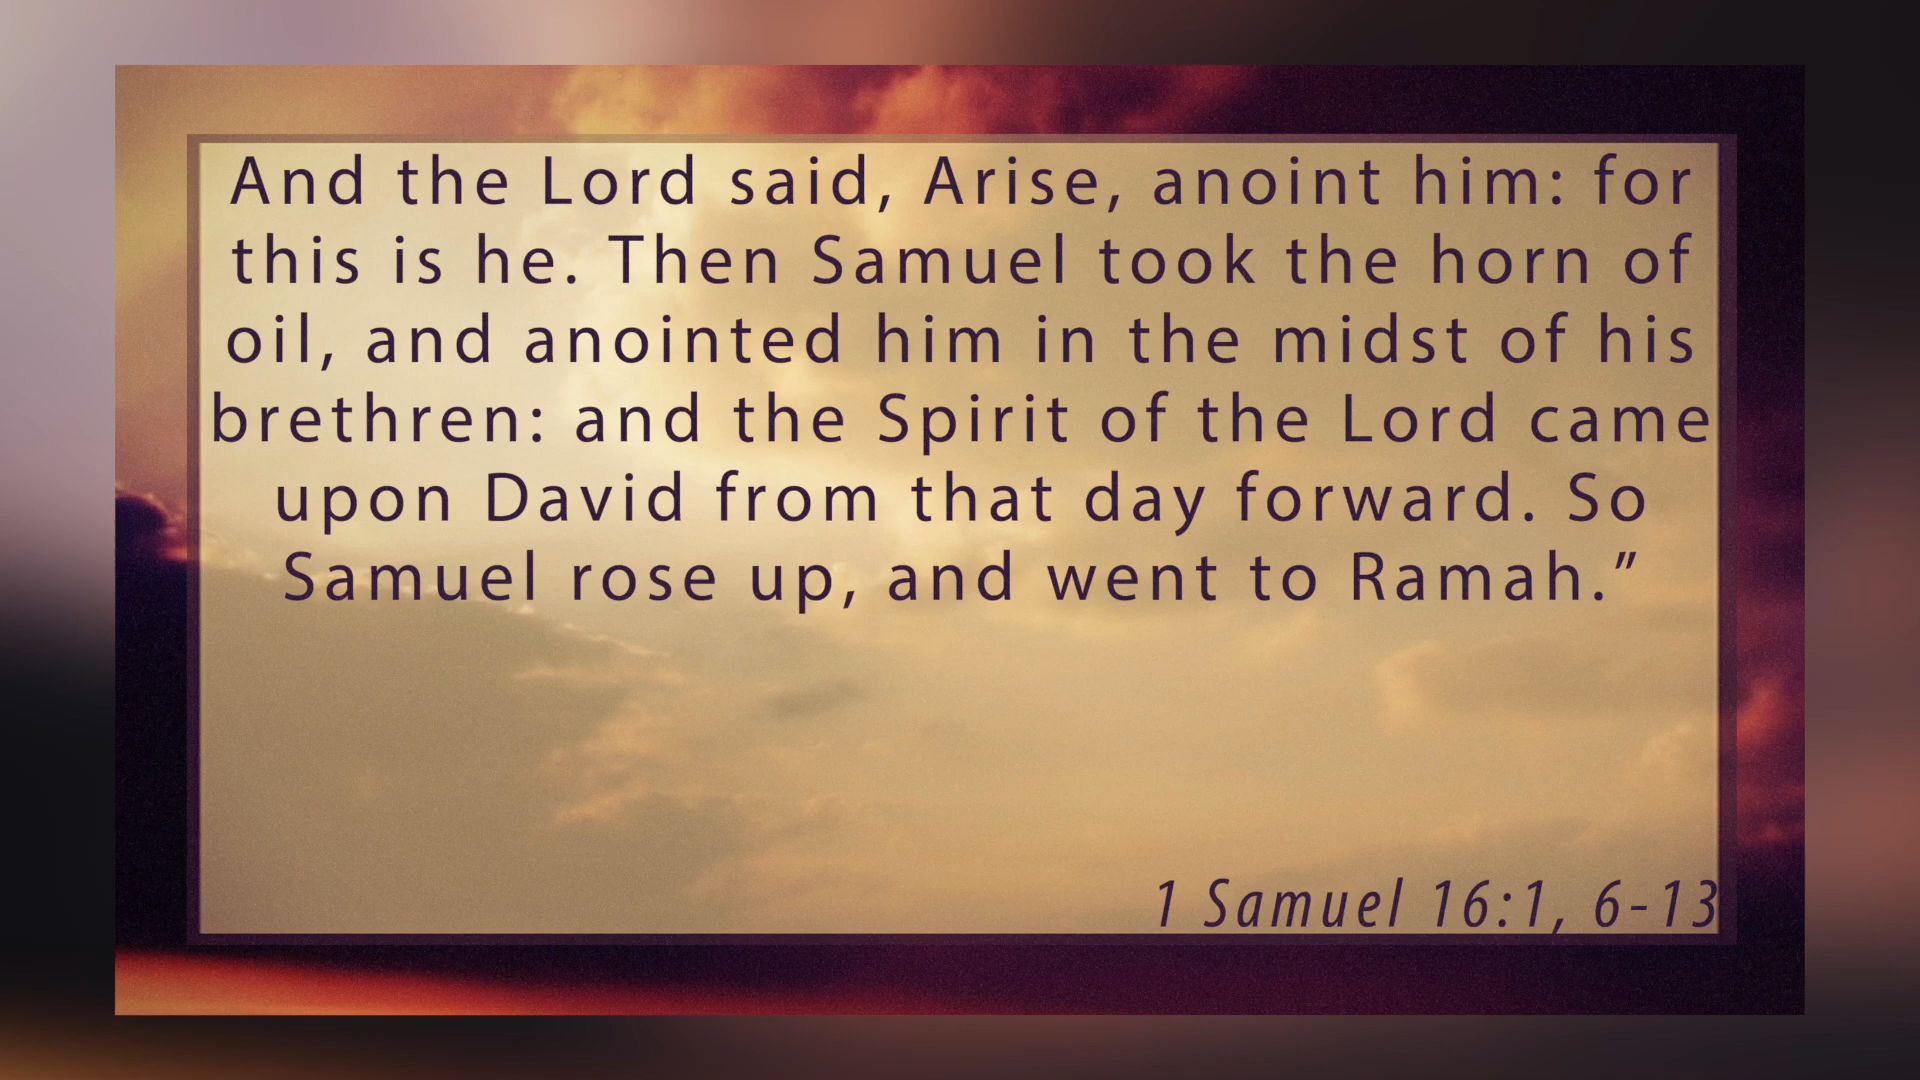 And the Lord said, Arise, anoint him: for
this is he. Then Samuel took the horn of
oil, and anointed him in the midst of his
brethren: and the Spirit of the Lord came
upon David from that day forward. So
Samuel rose up, and went to Ramah.”
1 Samuel 16:1, 6-13